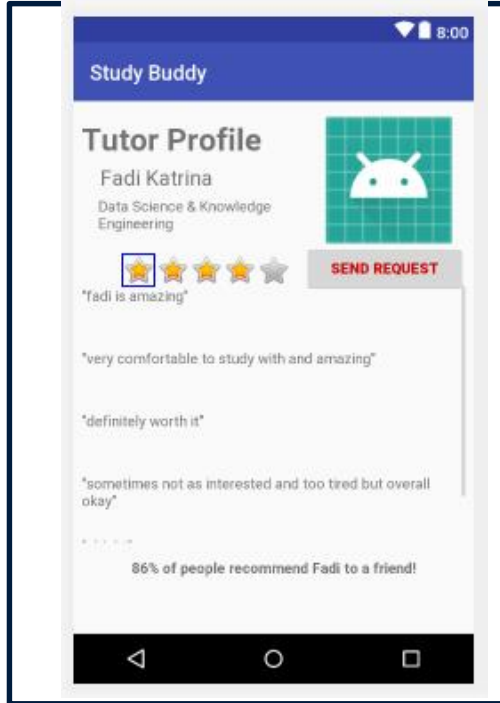 8:00
Study Buddy
Tutor Profile
Fadi Katrina
Data Science & Knowledge
Engineering
SEND REQUEST
"fadi is amazing"
"very comfortable to study with and amazing"
"definitely worth it"
"sometimes not as interested and too tired but overall
okay"
86% of people recommend Fadi to a friend!